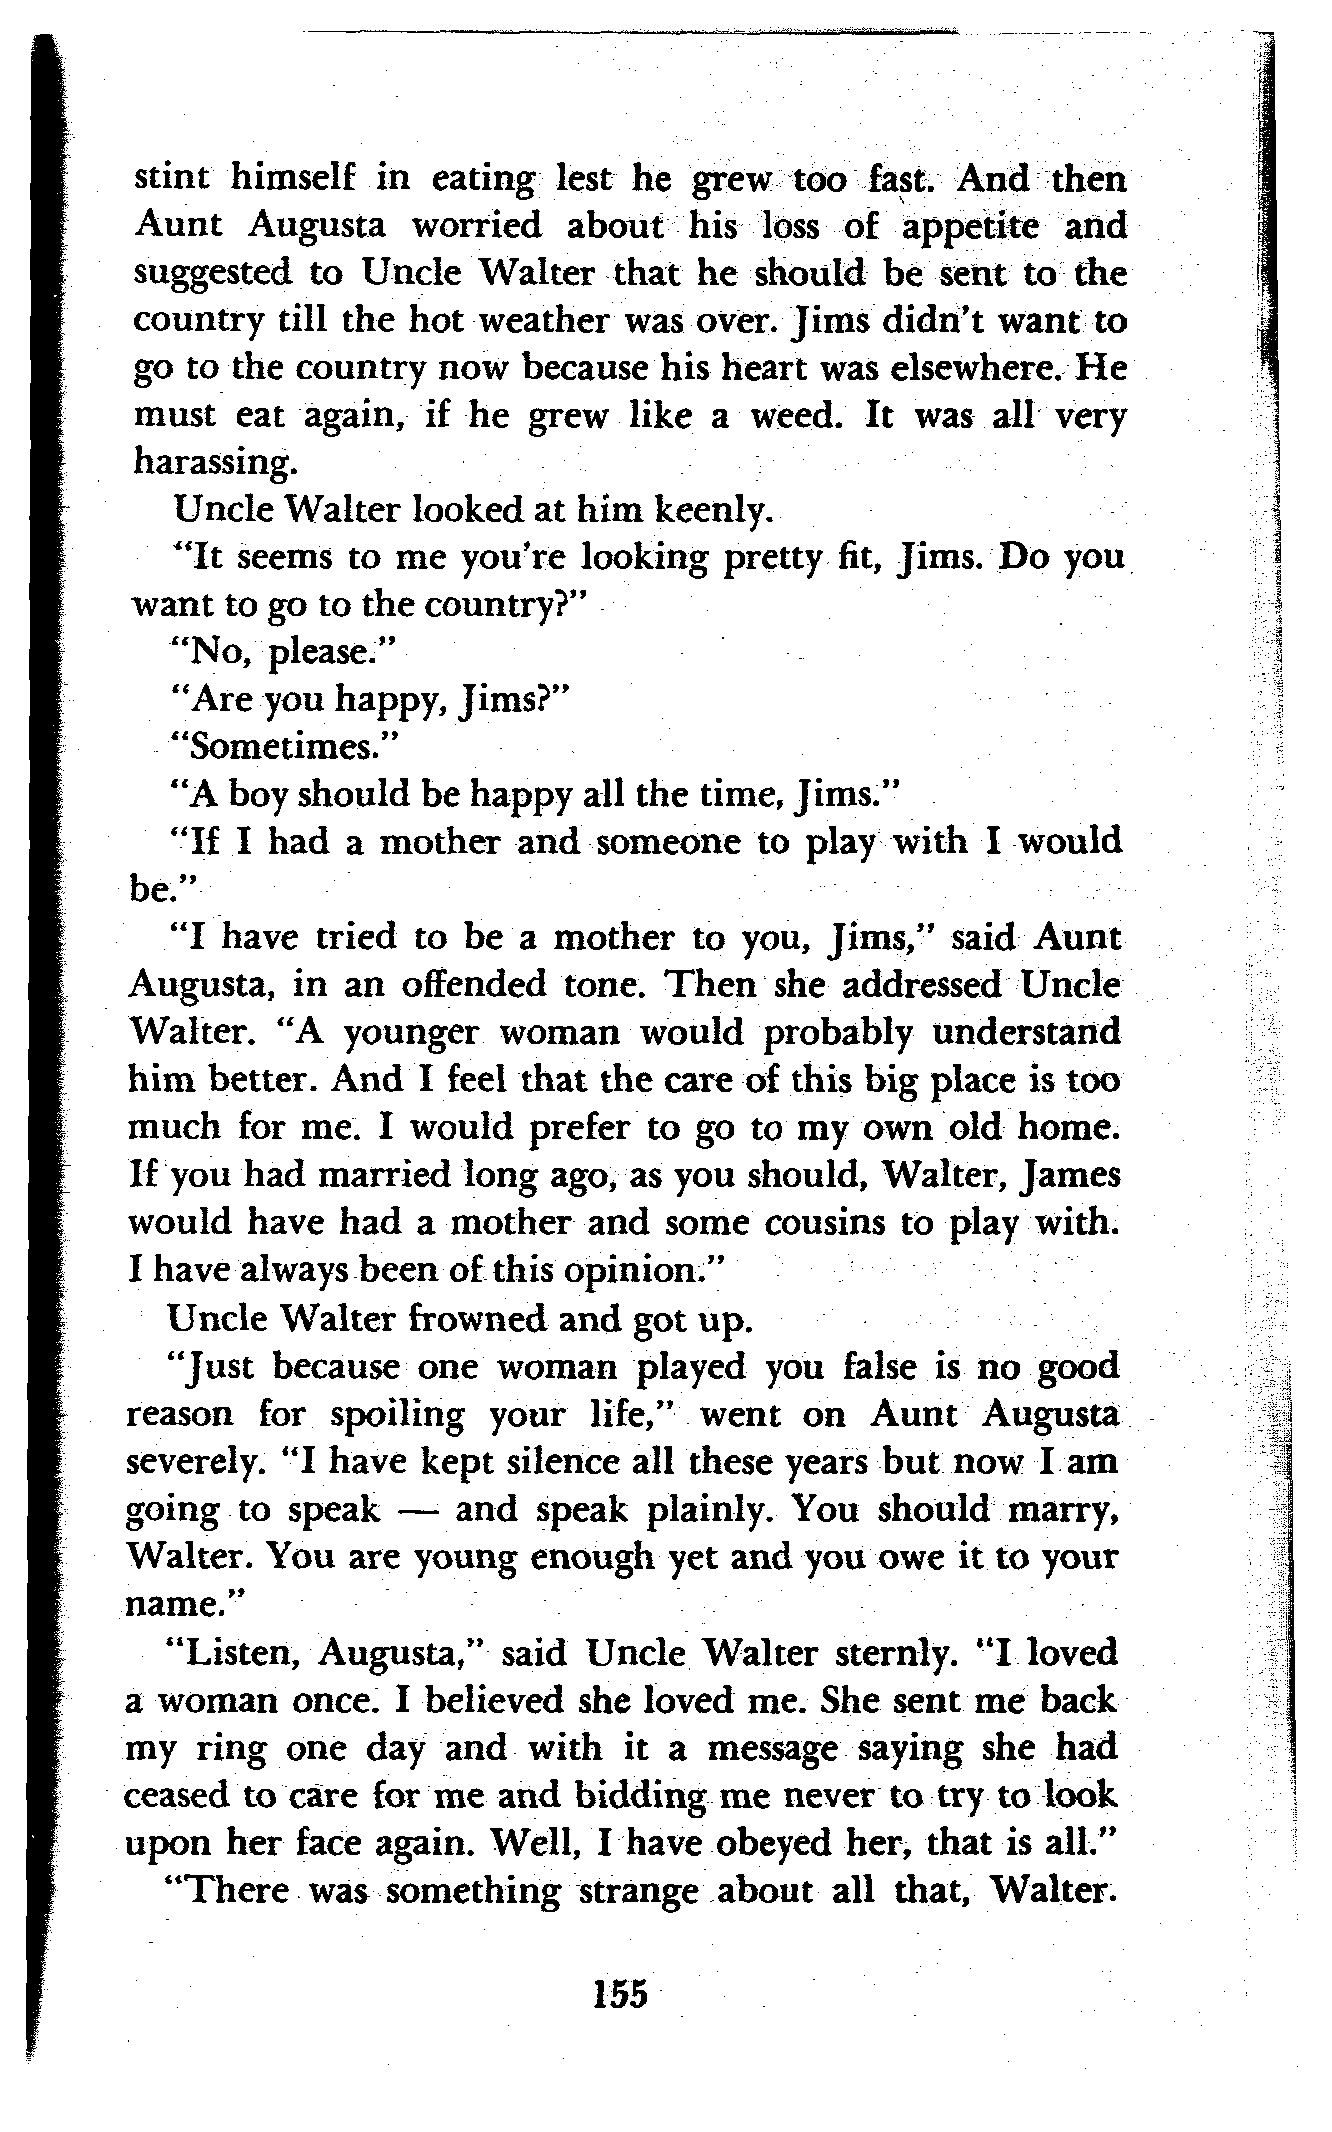 stint himself in eating lest he grew too fast. And then
Aunt Augusta worried about his loss of appetite and
suggested to Uncle Walter that he should be sent to the
country till the hot weather was over. Jims didn't want to
go to the country now because his heart was elsewhere. He
must eat again, if he grew like a weed. It was all very
harassing.
Uncle Walter looked at him keenly.
“It seems to me you're looking pretty fit, Jims. Do you
want to go to the country?”
“No, please.”
“Are you happy, Jims?”
“Sometimes.”
“A boy should be happy all the time, Jims.”
“If I had a mother and someone to play with I would
be.”
“I have tried to be a mother to you, Jims,” said Aunt
Augusta, in an offended tone. Then she addressed Uncle
Walter. “A younger woman would probably understand
him better. And I feel that the care of this big place is too
much for me. I would prefer to go to my own old home.
If you had married long ago, as you should, Walter, James
would have had a mother and some cousins to play with.
I have always been of this opinion.”
Uncle Walter frowned and got up.
“Just because one woman played you false is no good
reason for spoiling your life,” went on Aunt Augusta
severely. “I have kept silence all these years but now I am
going to speak — and speak plainly. You should marry,
Walter. You are young enough yet and you owe it to your
name.”
“Listen, Augusta,” said Uncle Walter sternly. “I loved
a woman once. I believed she loved me. She sent me back
my ring one day and with it a message saying she had
ceased to care for me and bidding me never to try to look
upon her face again. Well, I have obeyed her, that is all.”
“There was something strange about all that, Walter.
155